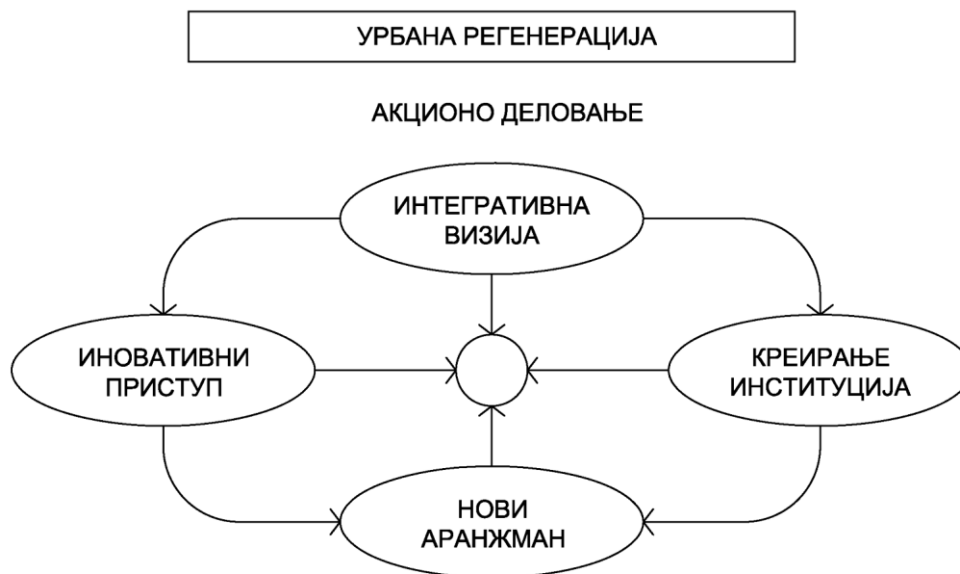 УРБАНА РЕГЕНЕРАЦИЈА
АКЦИОНО ДЕЛОВАЊЕ
ИНТЕГРАТИВНА
ВИЗИЈА
ИНОВАТИВНИ
ПРИСТУП
КРЕИРАЊЕ
ИНСТИТУЦИЈА
НОВИ
АРАНЖМАН